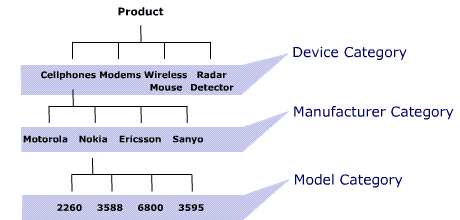 Product
Device Category
Cellphones Modems Wireless Mouse Radar Detector
Manufacturer Category
Motorola Nokia Ericsson Sanyo
Model Category
2260 3588 6800 3595